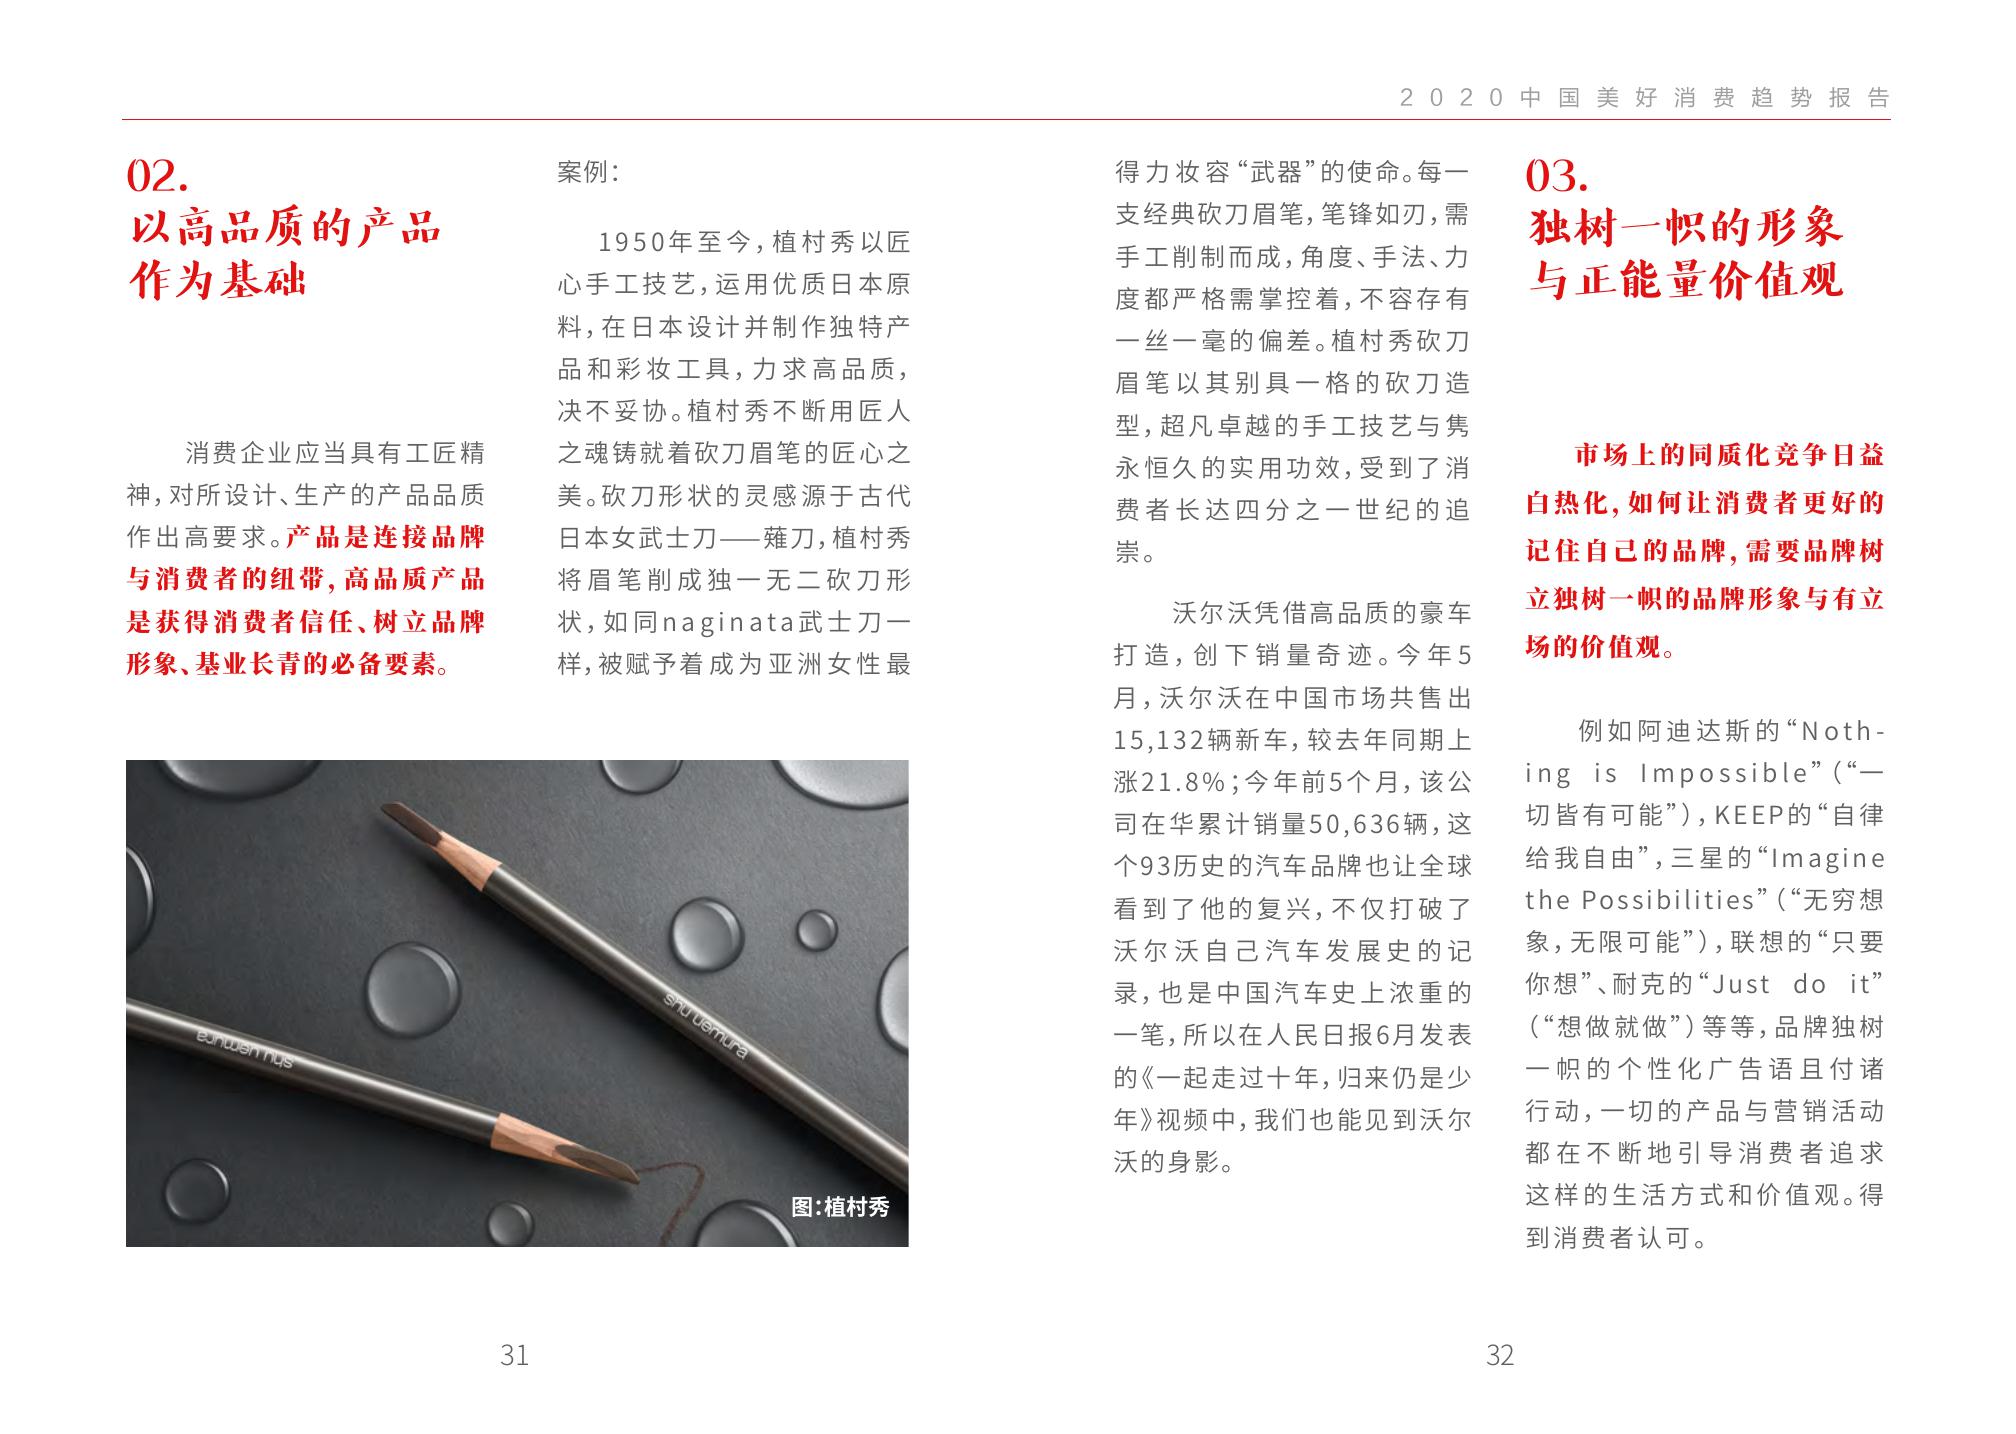 2020中国美好消费趋势报告
02.
以高品质的产品
作为基础
消费企业应当具有工匠精
神，对所设计、生产的产品品质
作出高要求。产品是连接品牌
与消费者的纽带，高品质产品
是获得消费者信任、树立品牌
形象、基业长青的必备要素。
案例：
1950年至今，植村秀以匠
心手工技艺，运用优质日本原
料，在日本设计并制作独特产
品和彩妆工具，力求高品质，
决不妥协。植村秀不断用匠人
之魂铸就着砍刀眉笔的匠心之
美。砍刀形状的灵感源于古代
日本女武士刀——薙刀，植村秀
将眉笔削成独一无二砍刀形
状，如同naginata武士刀一
样，被赋予着成为亚洲女性最
shu uemura
shu uemura
图：植村秀
31
得力妆容“武器”的使命。每一
支经典砍刀眉笔，笔锋如刃，需
手工削制而成，角度、手法、力
度都严格需掌控着，不容存有
一丝一毫的偏差。植村秀砍刀
眉笔以其别具一格的砍刀造
型，超凡卓越的手工技艺与隽
永恒久的实用功效，受到了消
费者长达四分之一世纪的追
崇。
沃尔沃凭借高品质的豪车
打造，创下销量奇迹。今年5
月，沃尔沃在中国市场共售出
15,132辆新车，较去年同期上
涨21.8%；今年前5个月，该公
司在华累计销量50,636辆，这
个93历史的汽车品牌也让全球
看到了他的复兴，不仅打破了
沃尔沃自己汽车发展史的记
录，也是中国汽车史上浓重的
一笔，所以在人民日报6月发表
的《一起走过十年，归来仍是少
年》视频中，我们也能见到沃尔
沃的身影。
03.
独树一帜的形象
与正能量价值观
市场上的同质化竞争日益
白热化，如何让消费者更好的
记住自己的品牌，需要品牌树
立独树一帜的品牌形象与有立
场的价值观。
例如阿迪达斯的“Noth-
ing is Impossible”（“一
切皆有可能”），KEEP的“自律
给我自由”，三星的“Imagine
the Possibilities”（“无穷想
象，无限可能”），联想的“只要
你想”、耐克的“Just do it”
（“想做就做”）等等，品牌独树
一帜的个性化广告语且付诸
行动，一切的产品与营销活动
都在不断地引导消费者追求
这样的生活方式和价值观。得
到消费者认可。
32